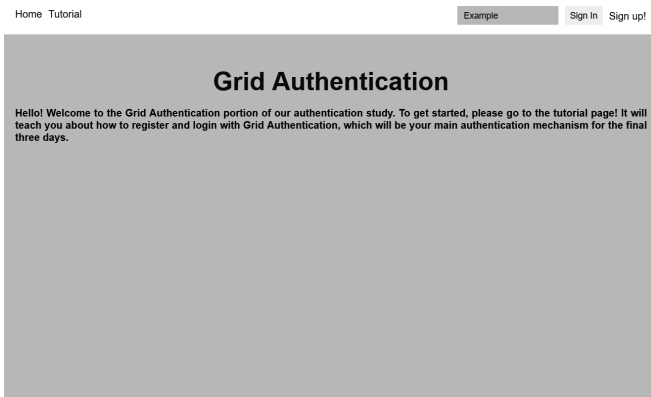 Home Tutorial Example Sign In Sign up!
Grid Authentication
Hello! Welcome to the Grid Authentication portion of our authentication study. To get started, please go to the tutorial page! It will
teach you about how to register and login with Grid Authentication, which will be your main authentication mechanism for the final
three days.